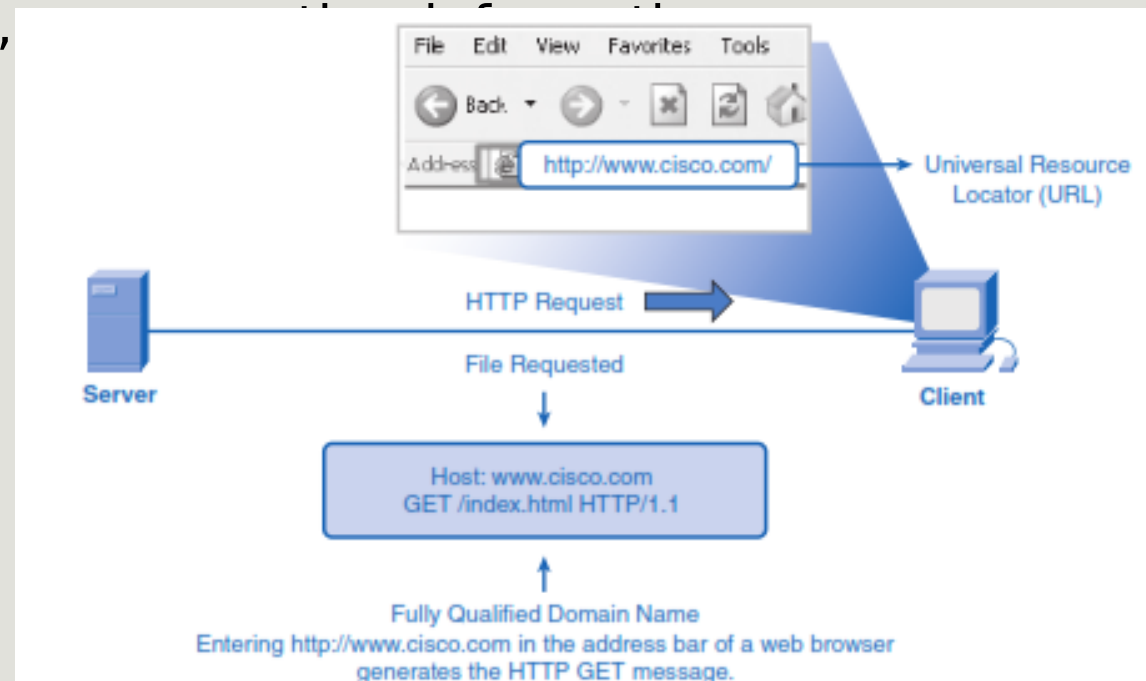 ,
File Edit View Favorites Tools
Back
Address http://www.cisco.com/
Universal Resource
Locator (URL)
HTTP Request
File Requested
Server
Client
Host: www.cisco.com
GET /index.html HTTP/1.1
Fully Qualified Domain Name
Entering http://www.cisco.com in the address bar of a web browser
generates the HTTP GET message.